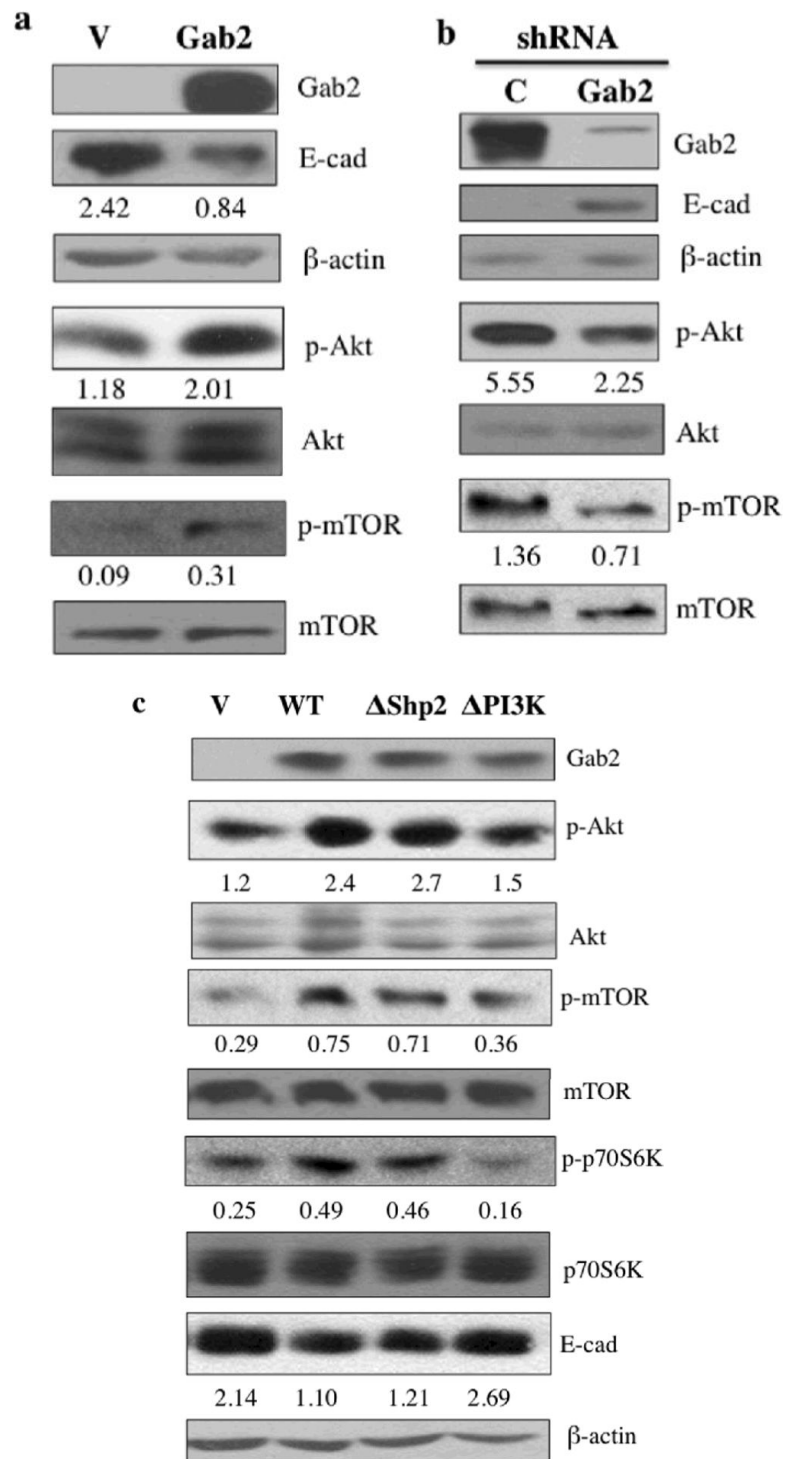 a
V Gab2
Gab2
E-cad
2.42 0.84
β-actin
p-Akt
1.18 2.01
Akt
p-mTOR
0.09 0.31
mTOR
b
shRNA
C Gab2
Gab2
E-cad
β-actin
p-Akt
5.55 2.25
Akt
p-mTOR
1.36 0.71
mTOR
c V WT ΔShp2 ΔPI3K
Gab2
p-Akt
1.2 2.4 2.7 1.5
Akt
p-mTOR
0.29 0.75 0.71 0.36
mTOR
p-p70S6K
0.25 0.49 0.46 0.16
p70S6K
E-cad
2.14 1.10 1.21 2.69
β-actin